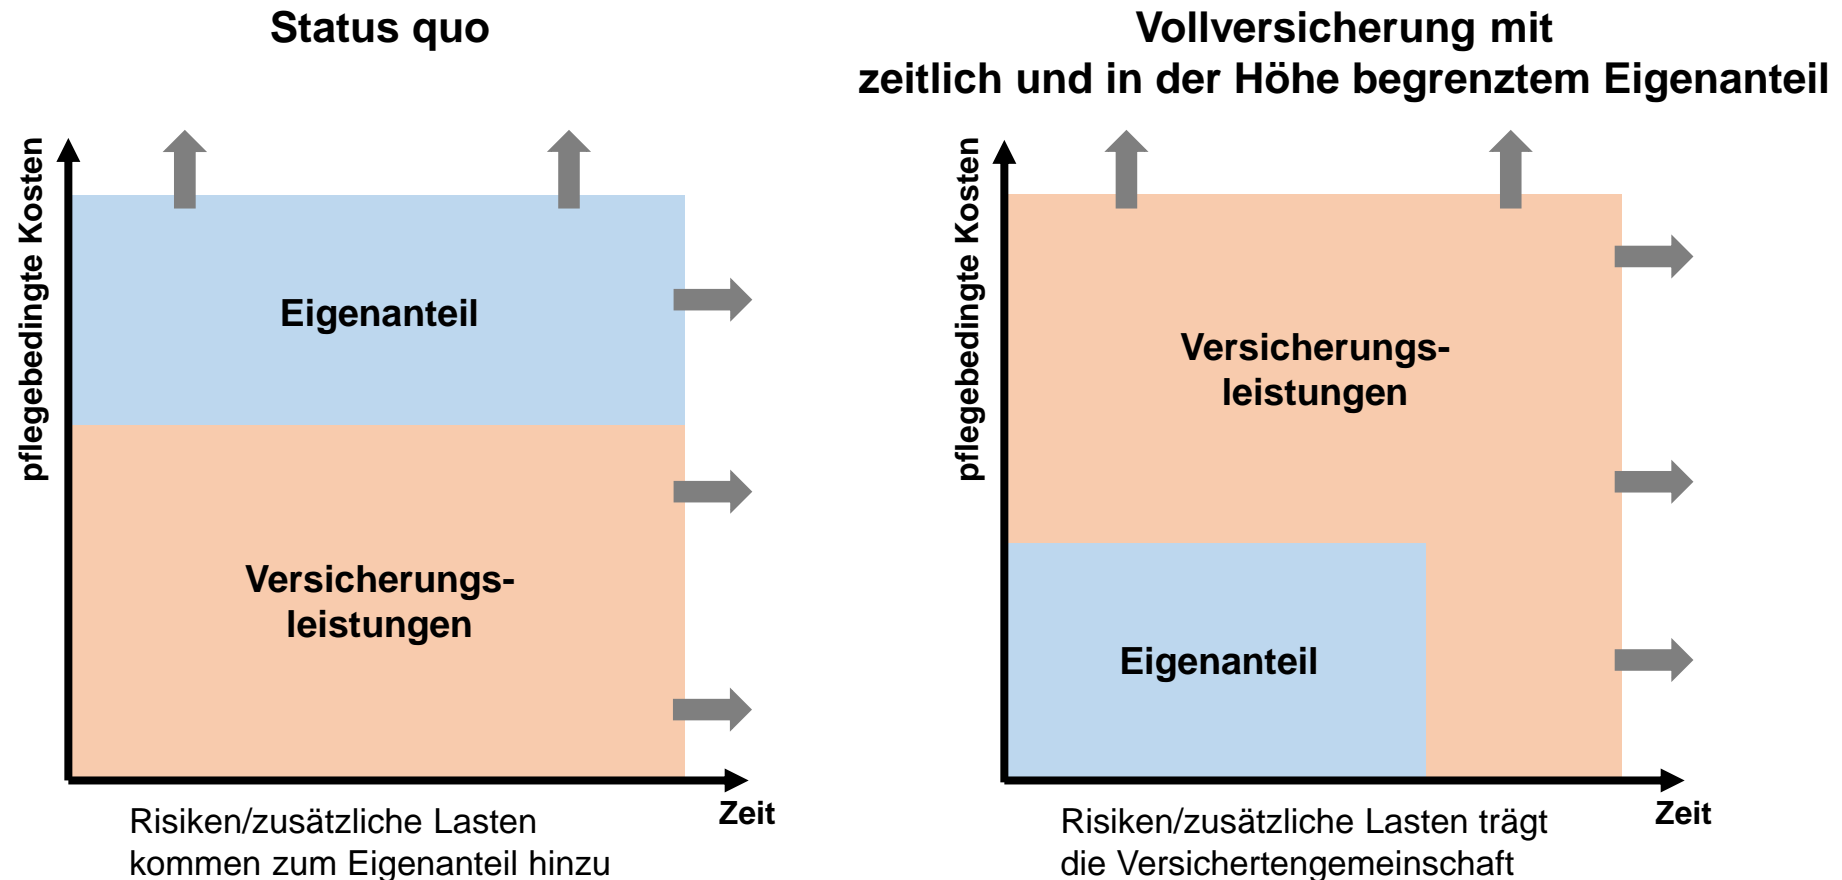 Status quo
pflegebedingte Kosten
Eigenanteil
Versicherungs-
leistungen
Zeit
Risiken/zusätzliche Lasten
kommen zum Eigenanteil hinzu
Vollversicherung mit
zeitlich und in der Höhe begrenztem Eigenanteil
pflegebedingte Kosten
Versicherungs-
leistungen
Eigenanteil
Zeit
Risiken/zusätzliche Lasten trägt
die Versichertengemeinschaft